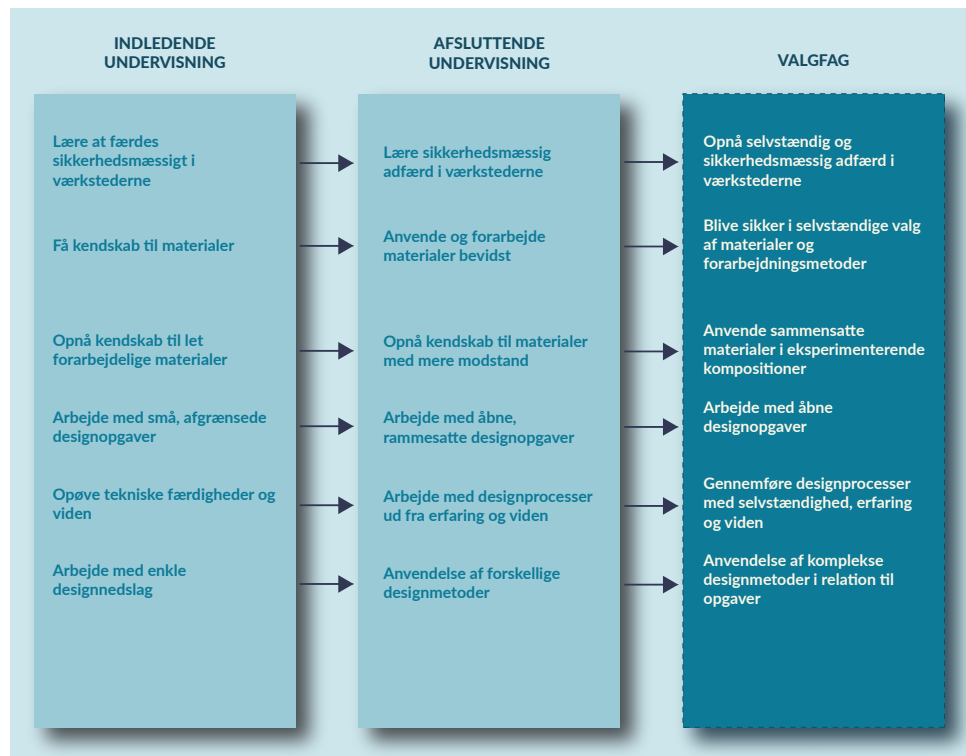 INDLEDENDE
UNDERVISNING
Lære at færdes
sikkerhedsmæssigt i
værkstederne
Få kendskab til materialer
Opnå kendskab til let
forarbejdelige materialer
Arbejde med små, afgrænsede
designopgaver
Opøve tekniske færdigheder og
viden
Arbejde med enkle
designnedslag
AFSLUTTENDE
UNDERVISNING
Lære sikkerhedsmæssig
adfærd i værkstederne
Anvende og forarbejde
materialer bevidst
Opnå kendskab til materialer
med mere modstand
Arbejde med åbne,
rammesatte designopgaver
Arbejde med designprocesser
ud fra erfaring og viden
Anvendelse af forskellige
designmetoder
VALGFAG
Opnå selvstændig og
sikkerhedsmæssig adfærd i
værkstederne
Blive sikker i selvstændige valg
af materialer og
forarbejdningsmetoder
Anvende sammensatte
materialer i eksperimenterende
kompositioner
Arbejde med åbne
designopgaver
Gennemføre designprocesser
med selvstændighed, erfaring
og viden
Anvendelse af komplekse
designmetoder i relation til
opgaver